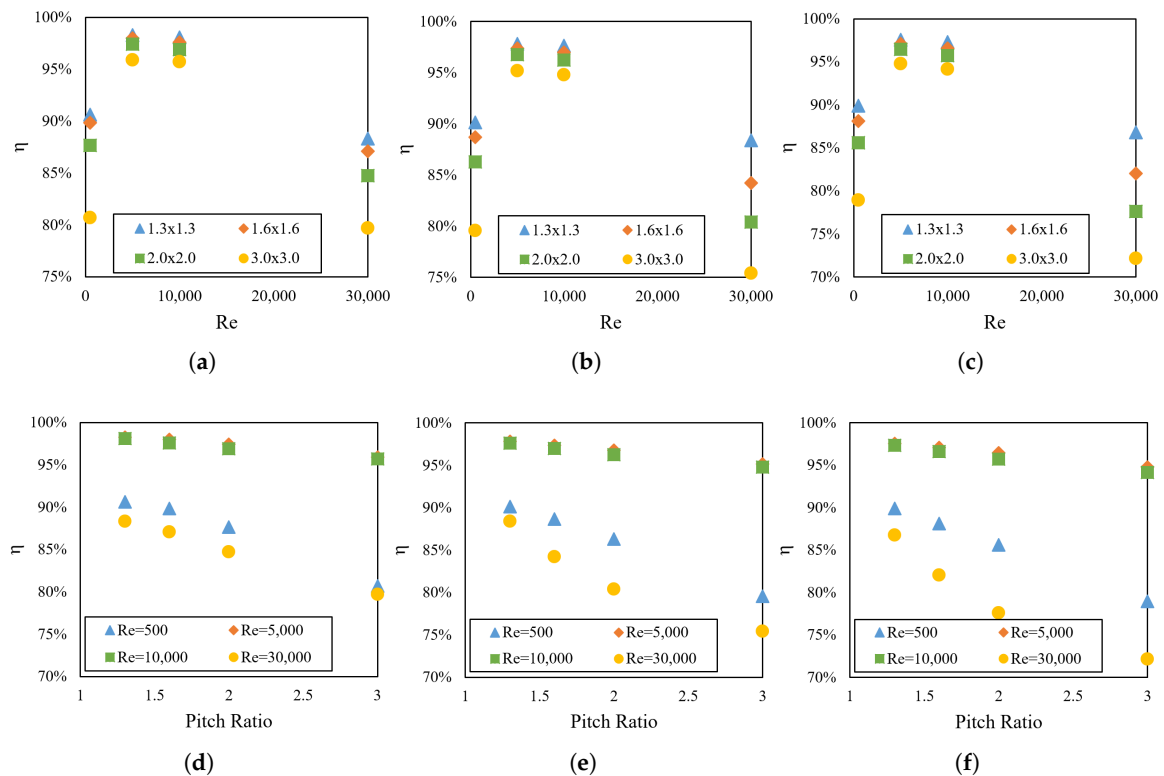 100%
95%
90%
η
85%
80%
75%
1.3x1.3 1.6x1.6
2.0x2.0 3.0x3.0
0 10,000 20,000 30,000
Re
(a)
100%
95%
90%
η
85%
80%
75%
1.3x1.3 1.6x1.6
2.0x2.0 3.0x3.0
0 10,000 20,000 30,000
Re
(b)
100%
95%
90%
η
85%
80%
75%
70%
1.3x1.3 1.6x1.6
2.0x2.0 3.0x3.0
0 10,000 20,000 30,000
Re
(c)
100%
95%
90%
η
85%
80%
75%
70%
Re=500 Re=5,000
Re=10,000 Re=30,000
1 1.5 2 2.5 3
Pitch Ratio
(d)
100%
95%
90%
η
85%
80%
75%
70%
Re=500 Re=5,000
Re=10,000 Re=30,000
1 1.5 2 2.5 3
Pitch Ratio
(e)
100%
95%
90%
η
85%
80%
75%
70%
Re=500 Re=5,000
Re=10,000 Re=30,000
1 1.5 2 2.5 3
Pitch Ratio
(f)